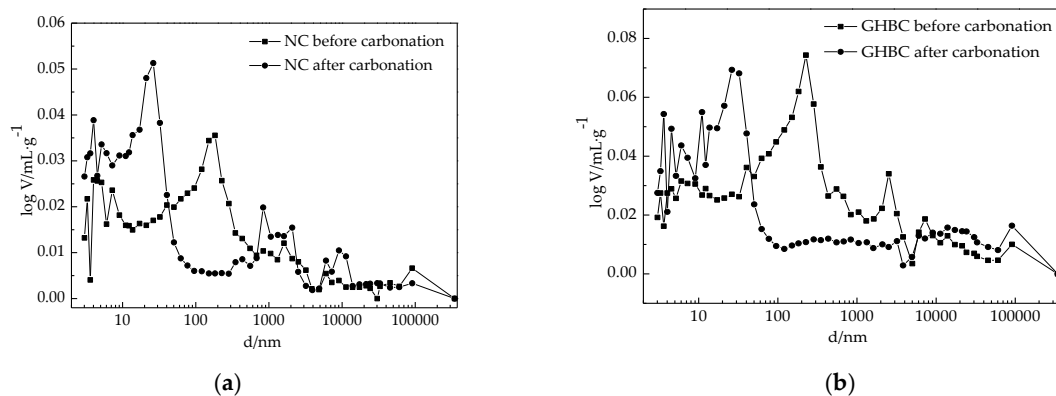 0.06
0.05
0.04
0.03
0.02
0.01
0.00
log V/mL·g⁻¹
NC before carbonation
NC after carbonation
10 100 1000 10000 100000
d/nm
(a)
0.08
0.06
0.04
0.02
0.00
log V/mL·g⁻¹
GHBC before carbonation
GHBC after carbonation
10 100 1000 10000 100000
d/nm
(b)